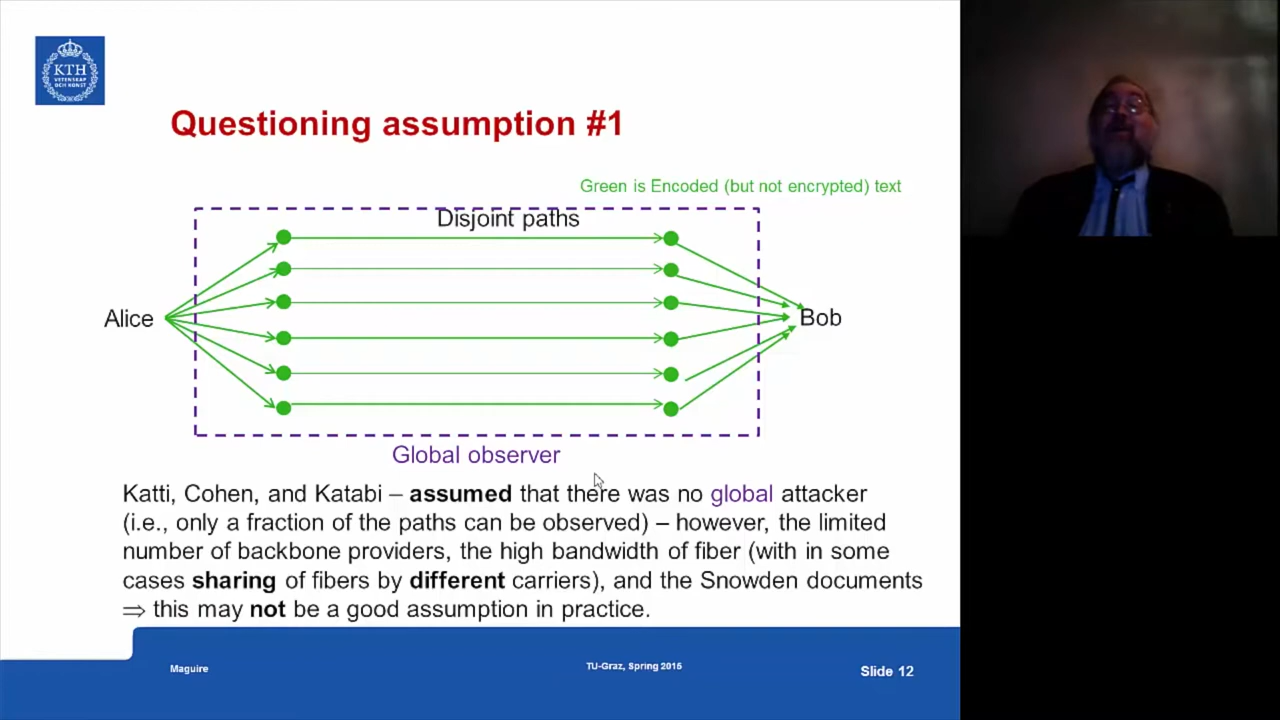 KTH
VETENSKAP
OCH KONST
Questioning assumption #1
Green is Encoded (but not encrypted) text
Disjoint paths
Alice
Bob
Global observer
Katti, Cohen, and Katabi – assumed that there was no global attacker
(i.e., only a fraction of the paths can be observed) – however, the limited
number of backbone providers, the high bandwidth of fiber (with in some
cases sharing of fibers by different carriers), and the Snowden documents
⇒ this may not be a good assumption in practice.
Maguire
TU-Graz, Spring 2015
Slide 12